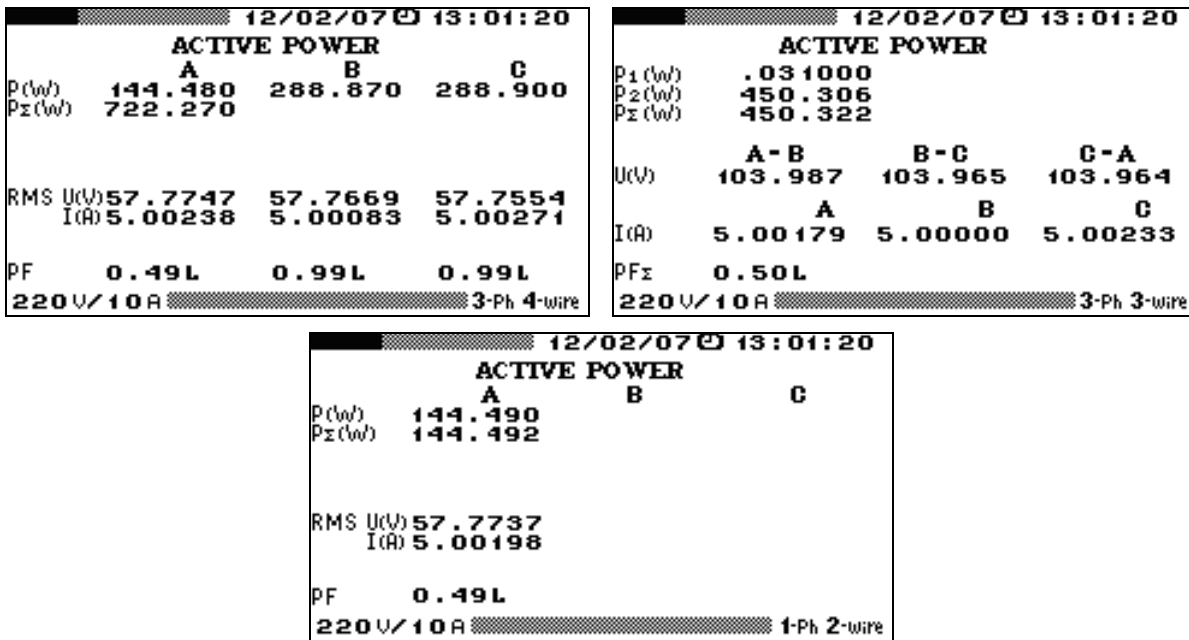 12/02/07 13:01:20
ACTIVE POWER
A B C
P(W) 144.480 288.870 288.900
PΣ(W) 722.270
RMS U(V) 57.7747 57.7669 57.7554
I(A) 5.00238 5.00083 5.00271
PF 0.49L 0.99L 0.99L
220V/10A 3-Ph 4-wire
12/02/07 13:01:20
ACTIVE POWER
P1(W) .031000
P2(W) 450.306
PΣ(W) 450.322
A-B B-C C-A
U(V) 103.987 103.965 103.964
A B C
I(A) 5.00179 5.00000 5.00233
PFΣ 0.50L
220V/10A 3-Ph 3-wire
12/02/07 13:01:20
ACTIVE POWER
A B C
P(W) 144.490
PΣ(W) 144.492
RMS U(V) 57.7737
I(A) 5.00198
PF 0.49L
220V/10A 1-Ph 2-wire